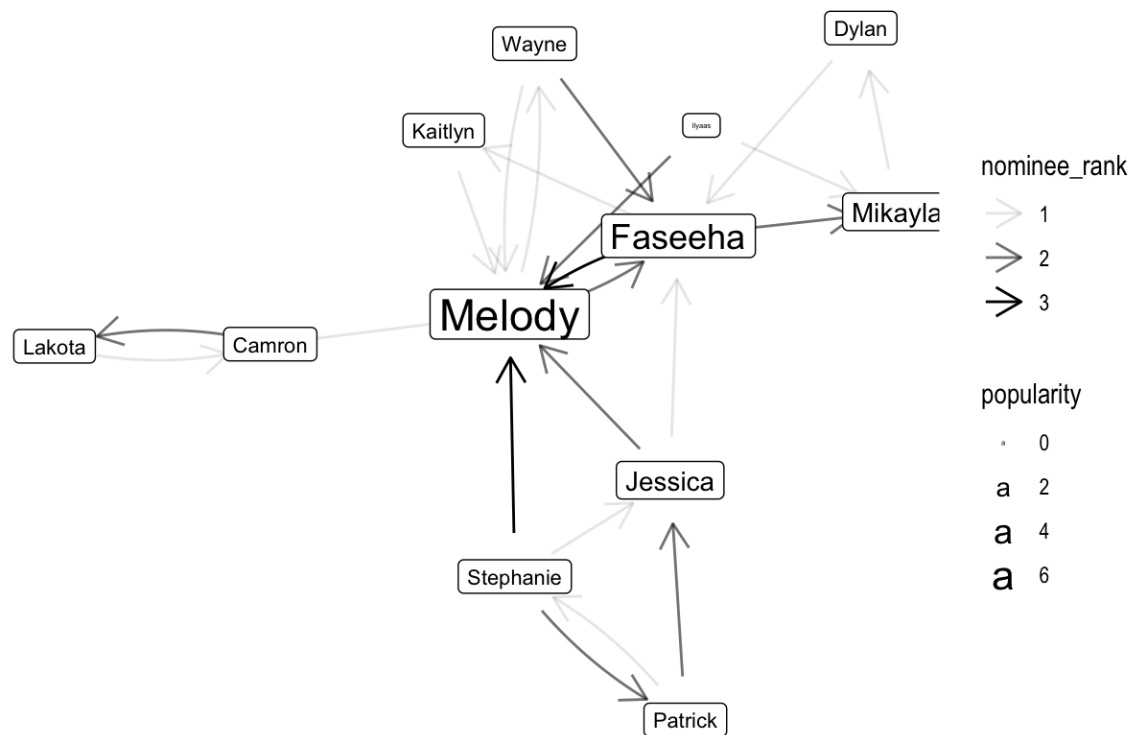 Dylan
Wayne
Ilyaas
Kaitlyn
Mikayla
Faseeha
Melody
Lakota
Camron
Jessica
Stephanie
Patrick
nominee_rank
1
2
3
popularity
a 0
a 2
a 4
a 6